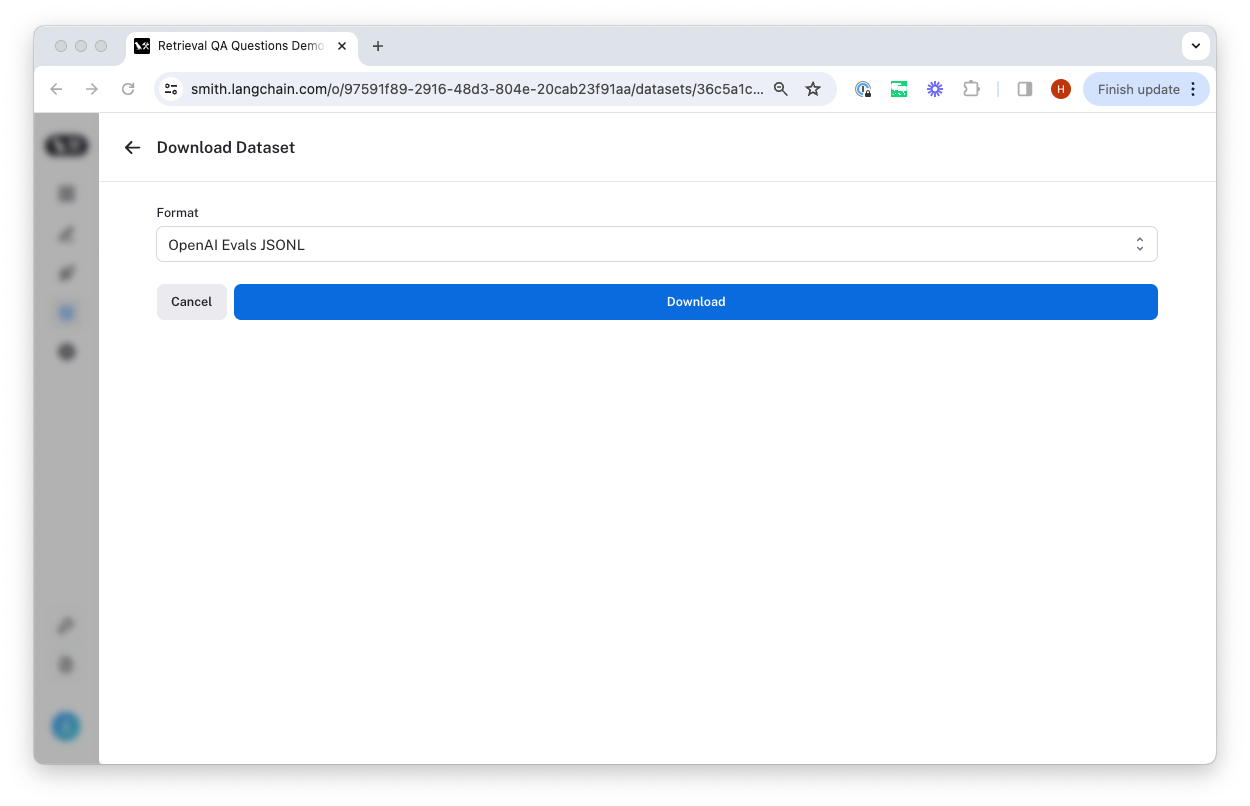 Retrieval QA Questions Demo
smith.langchain.com/o/97591f89-2916-48d3-804e-20cab23f91aa/datasets/36c5a1c...
H
Finish update
Download Dataset
Format
OpenAI Evals JSONL
Cancel
Download